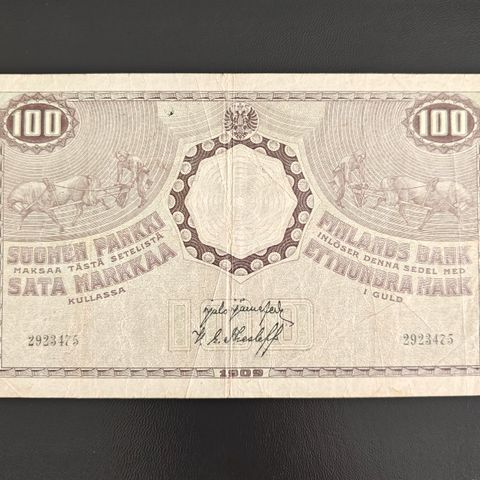 100
100
SUOMEN PANKKI
MAKSAA TÄSTÄ SETELISTÄ
SATA MARKKAA
KULLASSA
FINLANDS BANK
INLÖSER DENNA SEDEL MED
ETTHUNDRA MARK
I GULD
2923475
2923475
1909